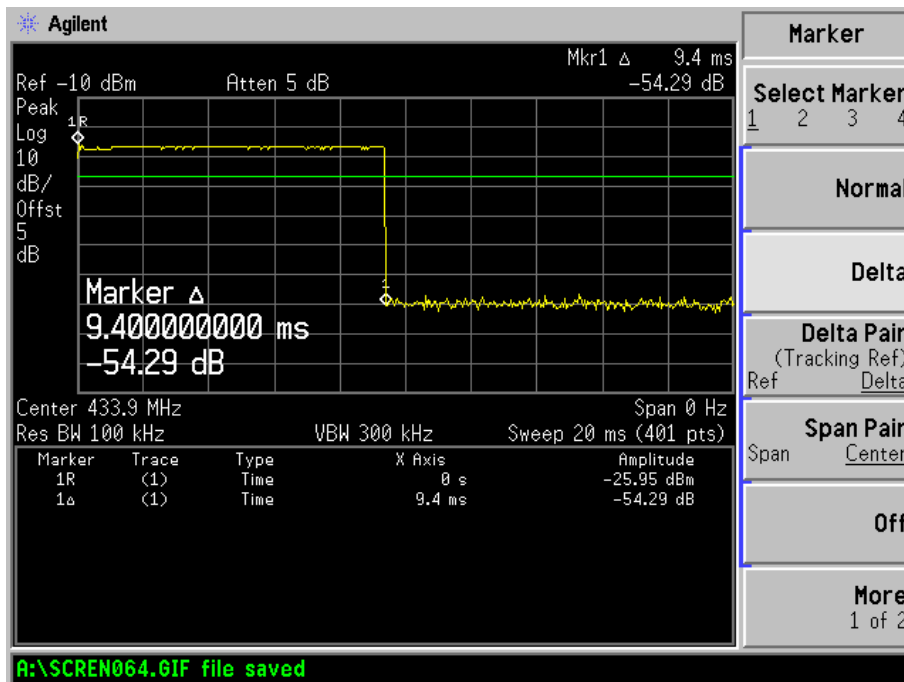 Agilent
Mkr1 Δ 9.4 ms
Ref −10 dBm Atten 5 dB −54.29 dB
Peak
Log
10
dB/
Offst
5
dB
1R
1
Marker Δ
9.400000000 ms
−54.29 dB
Center 433.9 MHz Span 0 Hz
Res BW 100 kHz VBW 300 kHz Sweep 20 ms (401 pts)
Marker Trace Type X Axis Amplitude
1R (1) Time 0 s −25.95 dBm
1Δ (1) Time 9.4 ms −54.29 dB
A:\SCREN064.GIF file saved
Marker
Select Marker
1 2 3 4
Normal
Delta
Delta Pair
(Tracking Ref)
Ref Delta
Span Pair
Span Center
Off
More
1 of 2